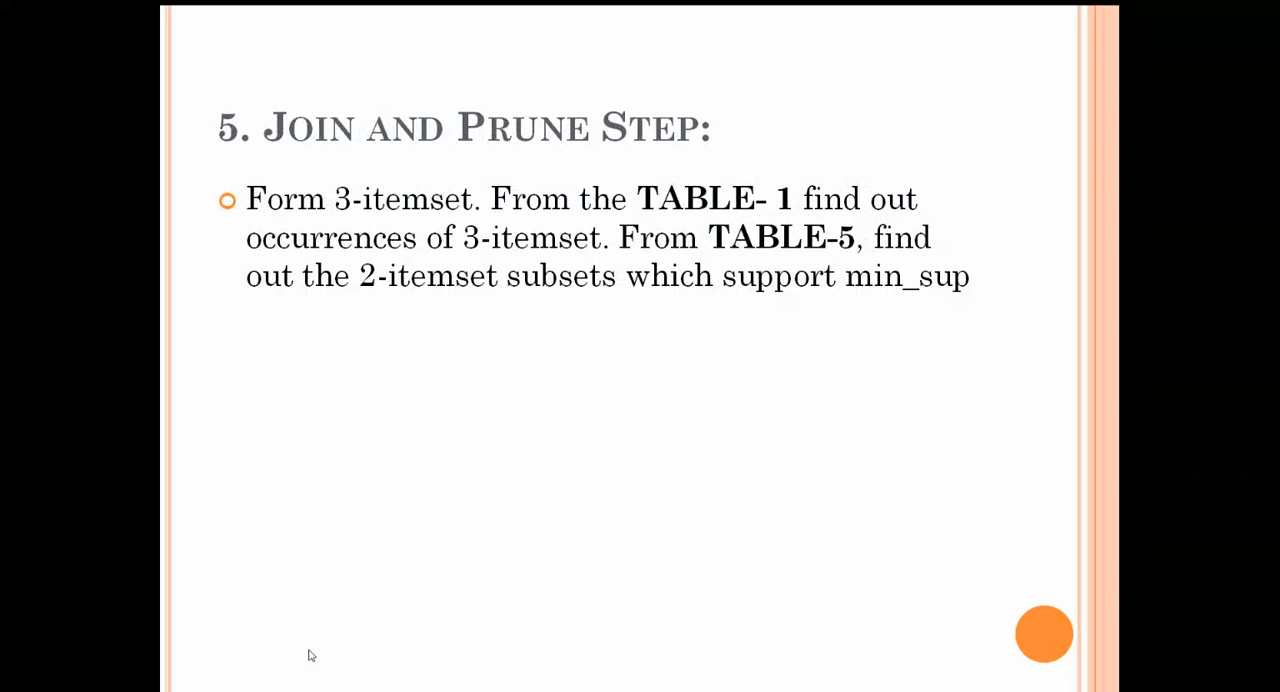 5. Join and Prune Step:
Form 3-itemset. From the TABLE- 1 find out
occurrences of 3-itemset. From TABLE-5, find
out the 2-itemset subsets which support min_sup